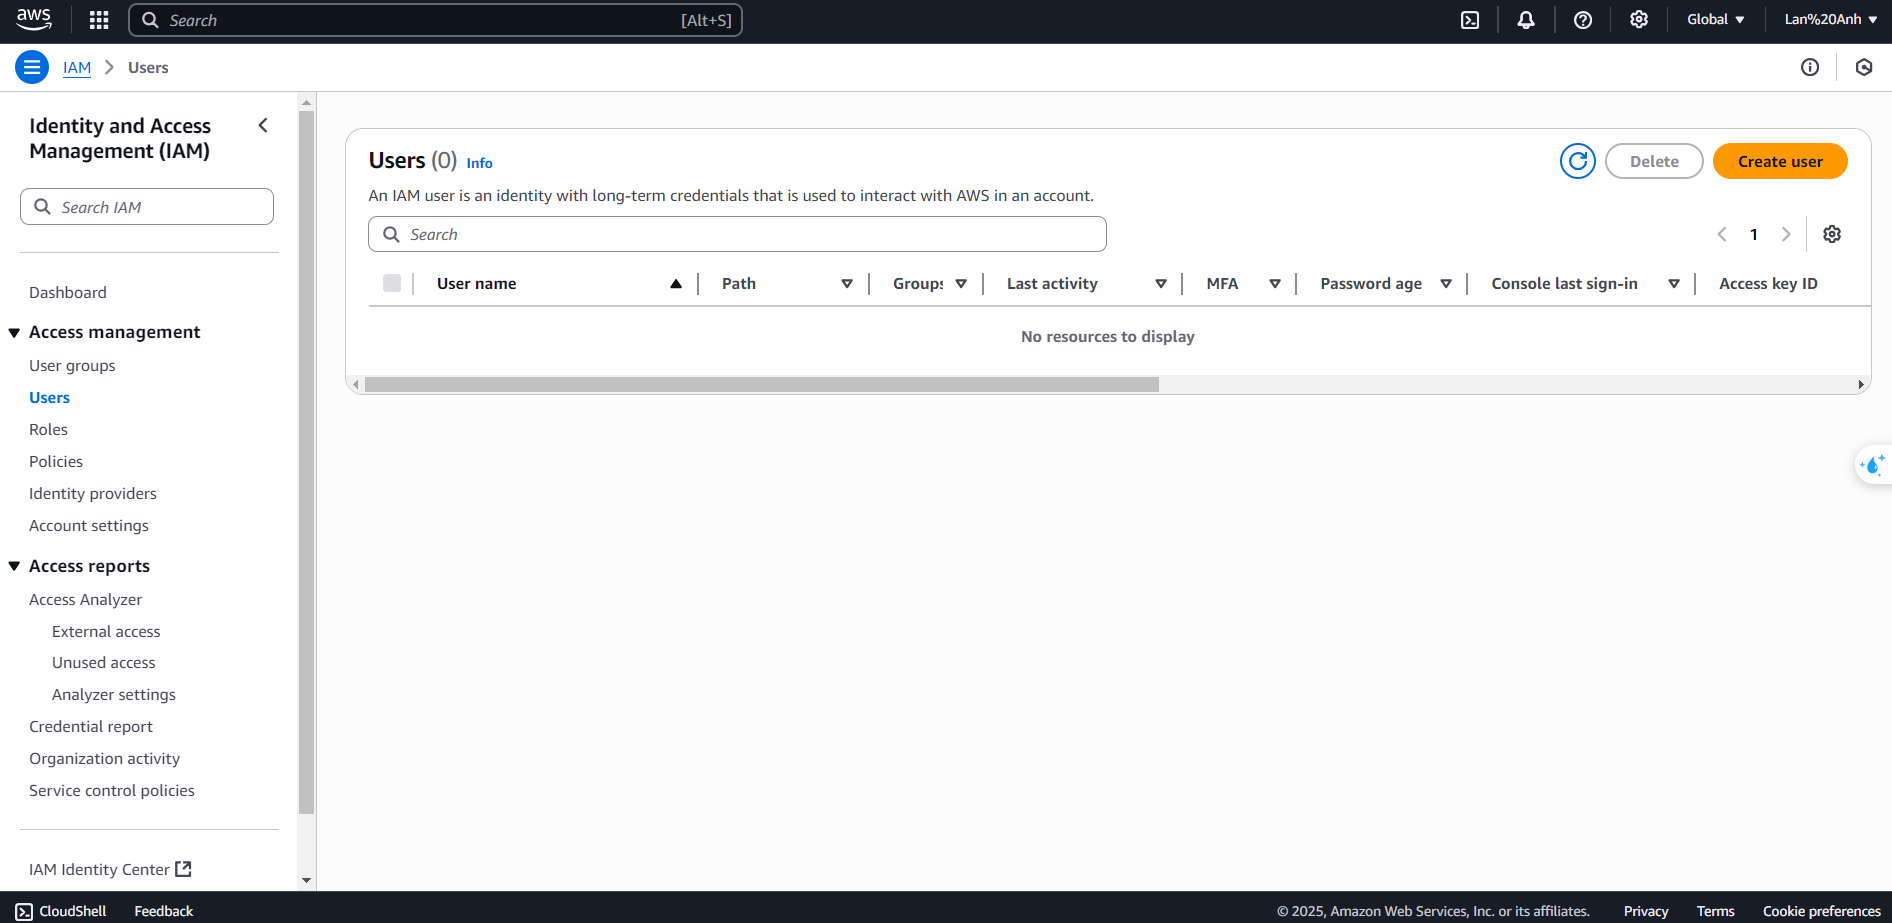 aws
Search [Alt+S]
Global
Lan%20Anh
IAM
Users
Identity and Access
Management (IAM)
Search IAM
Dashboard
Access management
User groups
Users
Roles
Policies
Identity providers
Account settings
Access reports
Access Analyzer
External access
Unused access
Analyzer settings
Credential report
Organization activity
Service control policies
IAM Identity Center
Users (0) Info
Delete
Create user
An IAM user is an identity with long-term credentials that is used to interact with AWS in an account.
Search
1
User name Path Groups Last activity MFA Password age Console last sign-in Access key ID
No resources to display
CloudShell Feedback © 2025, Amazon Web Services, Inc. or its affiliates. Privacy Terms Cookie preferences